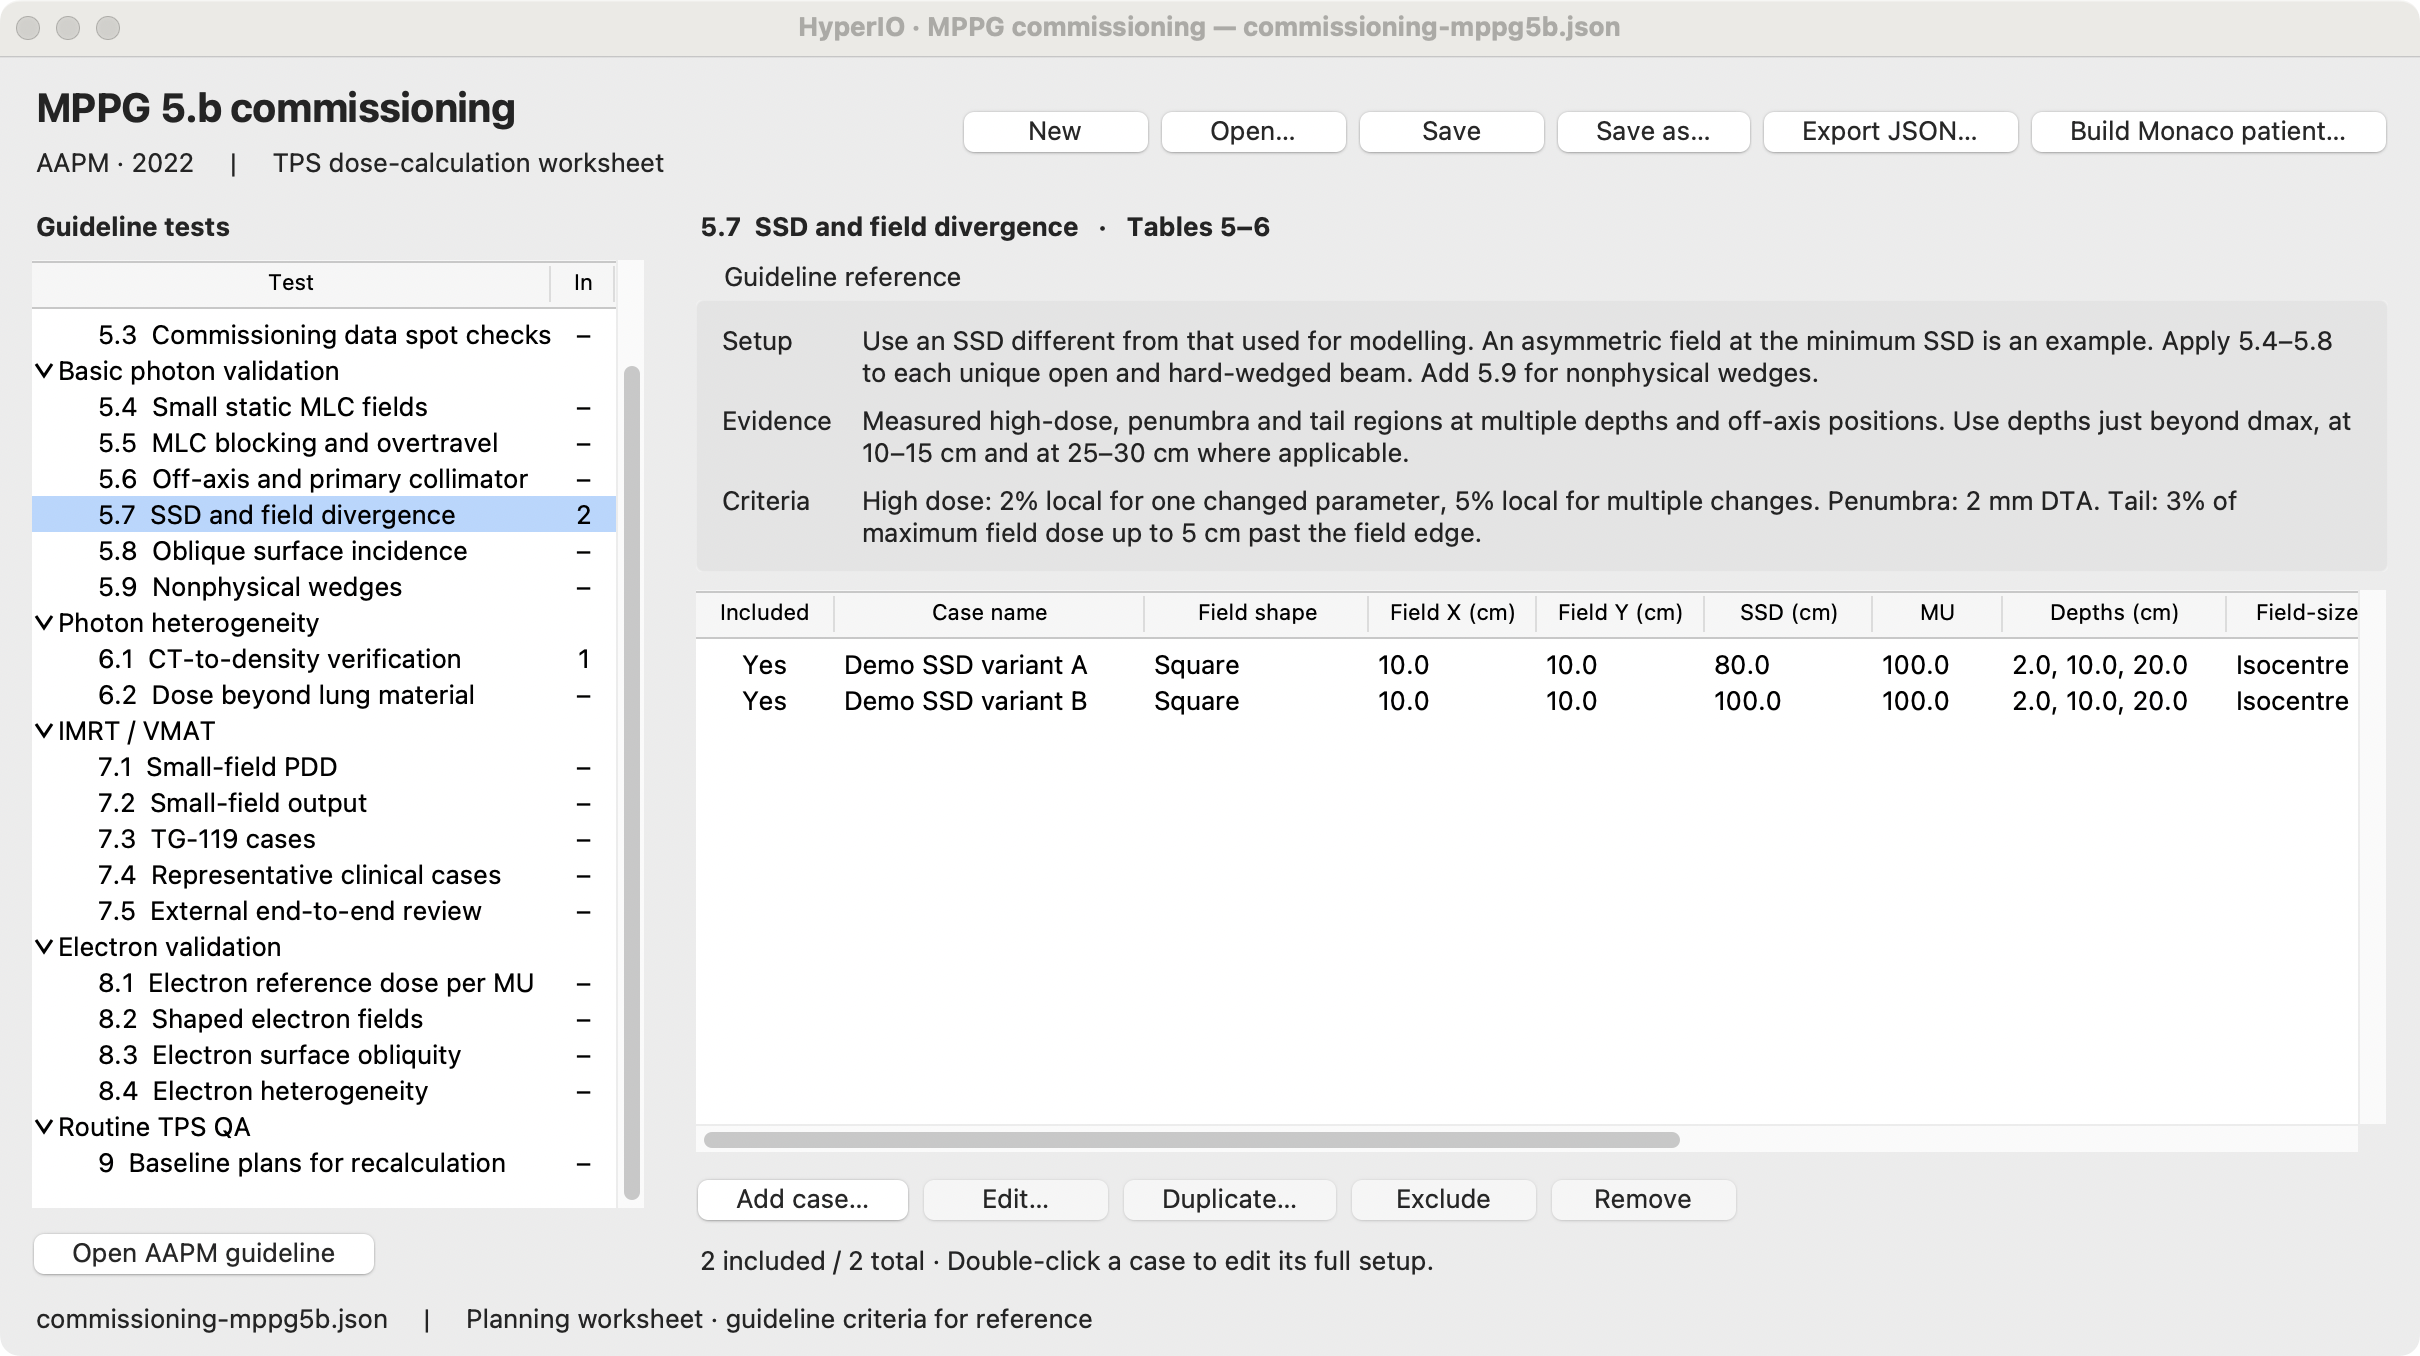 HyperIO · MPPG commissioning — commissioning-mppg5b.json
MPPG 5.b commissioning
AAPM · 2022 | TPS dose-calculation worksheet
New
Open...
Save
Save as...
Export JSON...
Build Monaco patient...
Guideline tests
Test In
5.3 Commissioning data spot checks –
Basic photon validation
5.4 Small static MLC fields –
5.5 MLC blocking and overtravel –
5.6 Off-axis and primary collimator –
5.7 SSD and field divergence 2
5.8 Oblique surface incidence –
5.9 Nonphysical wedges –
Photon heterogeneity
6.1 CT-to-density verification 1
6.2 Dose beyond lung material –
IMRT / VMAT
7.1 Small-field PDD –
7.2 Small-field output –
7.3 TG-119 cases –
7.4 Representative clinical cases –
7.5 External end-to-end review –
Electron validation
8.1 Electron reference dose per MU –
8.2 Shaped electron fields –
8.3 Electron surface obliquity –
8.4 Electron heterogeneity –
Routine TPS QA
9 Baseline plans for recalculation –
Open AAPM guideline
5.7 SSD and field divergence · Tables 5–6
Guideline reference
Setup Use an SSD different from that used for modelling. An asymmetric field at the minimum SSD is an example. Apply 5.4–5.8
to each unique open and hard-wedged beam. Add 5.9 for nonphysical wedges.
Evidence Measured high-dose, penumbra and tail regions at multiple depths and off-axis positions. Use depths just beyond dmax, at
10–15 cm and at 25–30 cm where applicable.
Criteria High dose: 2% local for one changed parameter, 5% local for multiple changes. Penumbra: 2 mm DTA. Tail: 3% of
maximum field dose up to 5 cm past the field edge.
Included Case name Field shape Field X (cm) Field Y (cm) SSD (cm) MU Depths (cm) Field-size
Yes Demo SSD variant A Square 10.0 10.0 80.0 100.0 2.0, 10.0, 20.0 Isocentre
Yes Demo SSD variant B Square 10.0 10.0 100.0 100.0 2.0, 10.0, 20.0 Isocentre
Add case...
Edit...
Duplicate...
Exclude
Remove
2 included / 2 total · Double-click a case to edit its full setup.
commissioning-mppg5b.json | Planning worksheet · guideline criteria for reference